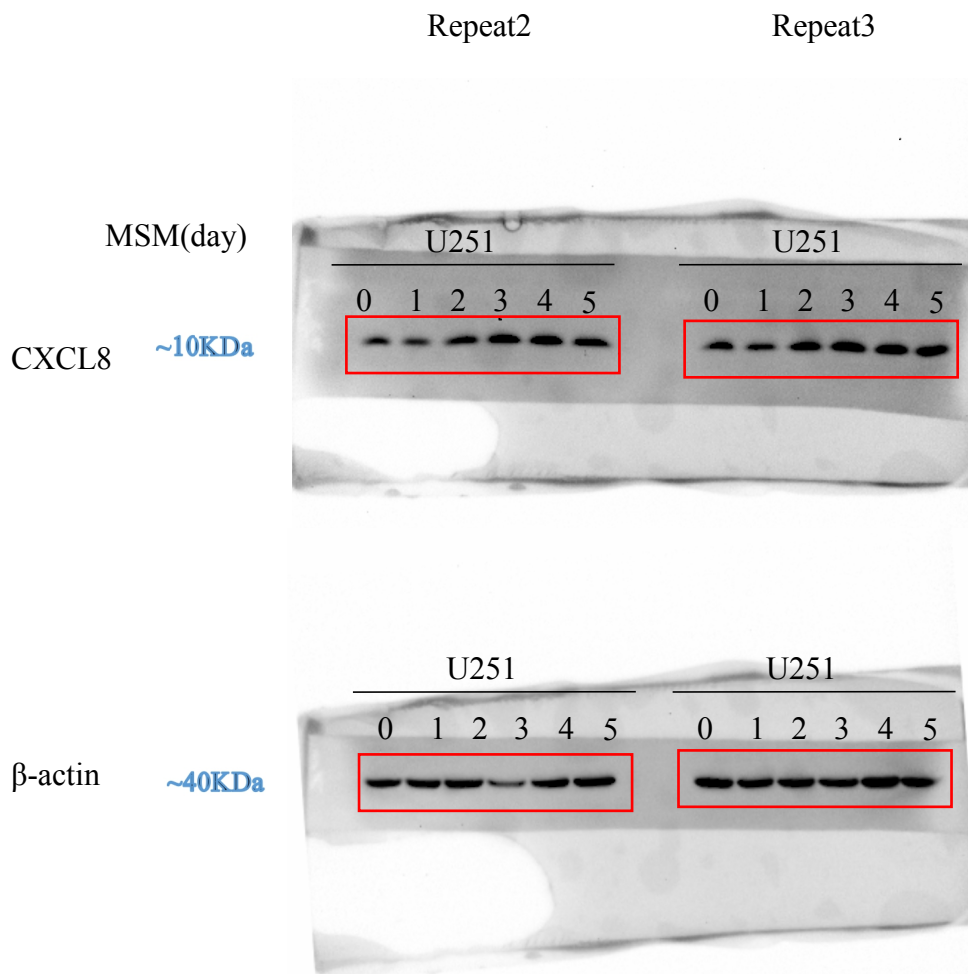 Repeat2 Repeat3
MSM(day) U251 U251
0 1 2 3 4 5 0 1 2 3 4 5
CXCL8 ~10KDa
U251 U251
0 1 2 3 4 5 0 1 2 3 4 5
β-actin ~40KDa